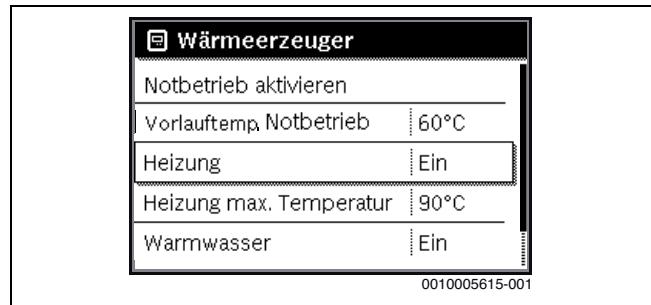 Wärmeerzeuger
Notbetrieb aktivieren
Vorlauftemp. Notbetrieb 60°C
Heizung Ein
Heizung max. Temperatur 90°C
Warmwasser Ein
0010005615-001